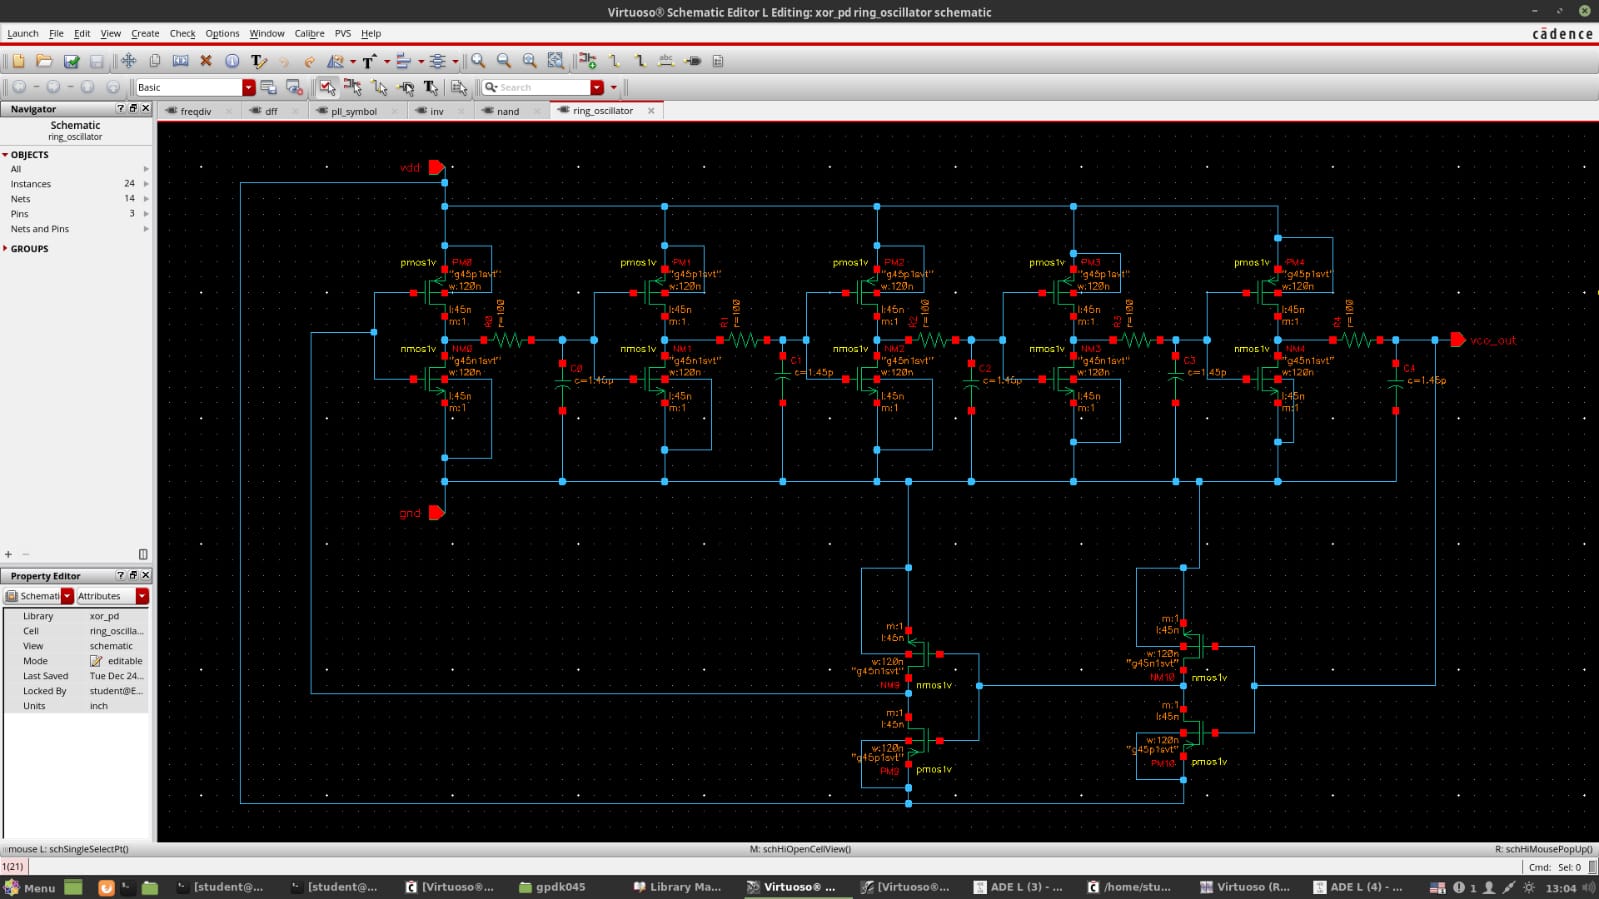 Virtuoso® Schematic Editor L Editing: xor_pd ring_oscillator schematic
Launch File Edit View Create Check Options Window Calibre PVS Help
cādence
Basic
Search
Navigator
freqdiv dff pll_symbol inv nand ring_oscillator
Schematic
ring_oscillator
OBJECTS
All
Instances 24
Nets 14
Pins 3
Nets and Pins
GROUPS
Property Editor
Schemati Attributes
Library xor_pd
Cell ring_oscilla...
View schematic
Mode editable
Last Saved Tue Dec 24...
Locked By student@E...
Units inch
vdd
pmos1v PM0 pmos1v PM1 pmos1v PM2 pmos1v PM3 pmos1v PM4
"g45p1svt" "g45p1svt" "g45p1svt" "g45p1svt" "g45p1svt"
w:120n w:120n w:120n w:120n w:120n
l:45n l:45n l:45n l:45n l:45n
m:1 m:1 m:1 m:1 m:1
R0 r=100 R1 r=100 R2 r=100 R3 r=100 R4 r=100
vco_out
nmos1v NM0 nmos1v NM1 nmos1v NM2 nmos1v NM3 nmos1v NM4
"g45n1svt" "g45n1svt" "g45n1svt" "g45n1svt" "g45n1svt"
w:120n w:120n w:120n w:120n w:120n
C0 C1 C2 C3 C4
c=1.45p c=1.45p c=1.45p c=1.45p c=1.45p
l:45n l:45n l:45n l:45n l:45n
m:1 m:1 m:1 m:1 m:1
gnd
m:1
l:45n
w:120n
"g45n1svt"
NM9 nmos1v
m:1
l:45n
w:120n
"g45p1svt"
PM9 pmos1v
m:1
l:45n
w:120n
"g45n1svt"
NM10 nmos1v
m:1
l:45n
w:120n
"g45p1svt"
PM10 pmos1v
mouse L: schSingleSelectPt() M: schHiOpenCellView() R: schHiMousePopUp()
1(21) Cmd: Sel: 0
Menu [student@... [student@... [Virtuoso®... gpdk045 Library Ma... Virtuoso® ... [Virtuoso®... ADE L (3) - ... /home/stu... Virtuoso (R... ADE L (4) - ... 1 13:04